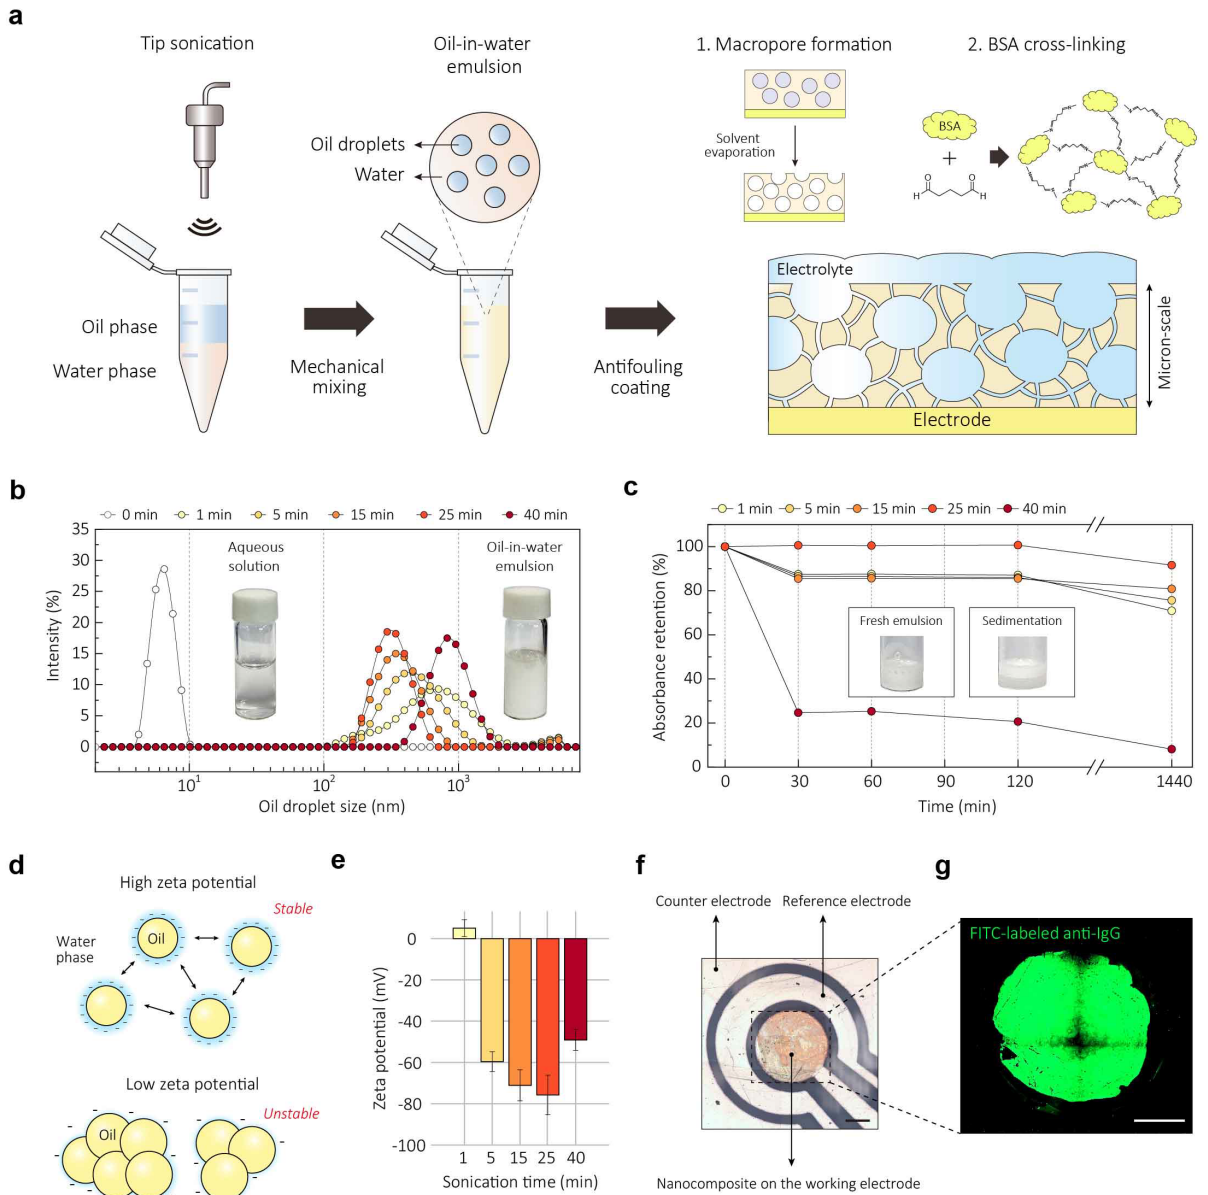 a
Tip sonication
Oil-in-water
emulsion
Oil droplets
Water
Oil phase
Water phase
Mechanical
mixing
Antifouling
coating
1. Macropore formation
2. BSA cross-linking
Solvent
evaporation
BSA
+
O
H
O
H
Electrolyte
Micron-scale
Electrode
b
0 min 1 min 5 min 15 min 25 min 40 min
Intensity (%)
35
30
25
20
15
10
5
0
Aqueous
solution
Oil-in-water
emulsion
10¹ 10² 10³
Oil droplet size (nm)
c
1 min 5 min 15 min 25 min 40 min
Absorbance retention (%)
100
80
60
40
20
0
Fresh emulsion
Sedimentation
0 30 60 90 120 1440
Time (min)
d
High zeta potential
Stable
Water
phase
Oil
Low zeta potential
Unstable
Oil
e
Zeta potential (mV)
0
-20
-40
-60
-80
-100
1 5 15 25 40
Sonication time (min)
f
Counter electrode Reference electrode
Nanocomposite on the working electrode
g
FITC-labeled anti-IgG